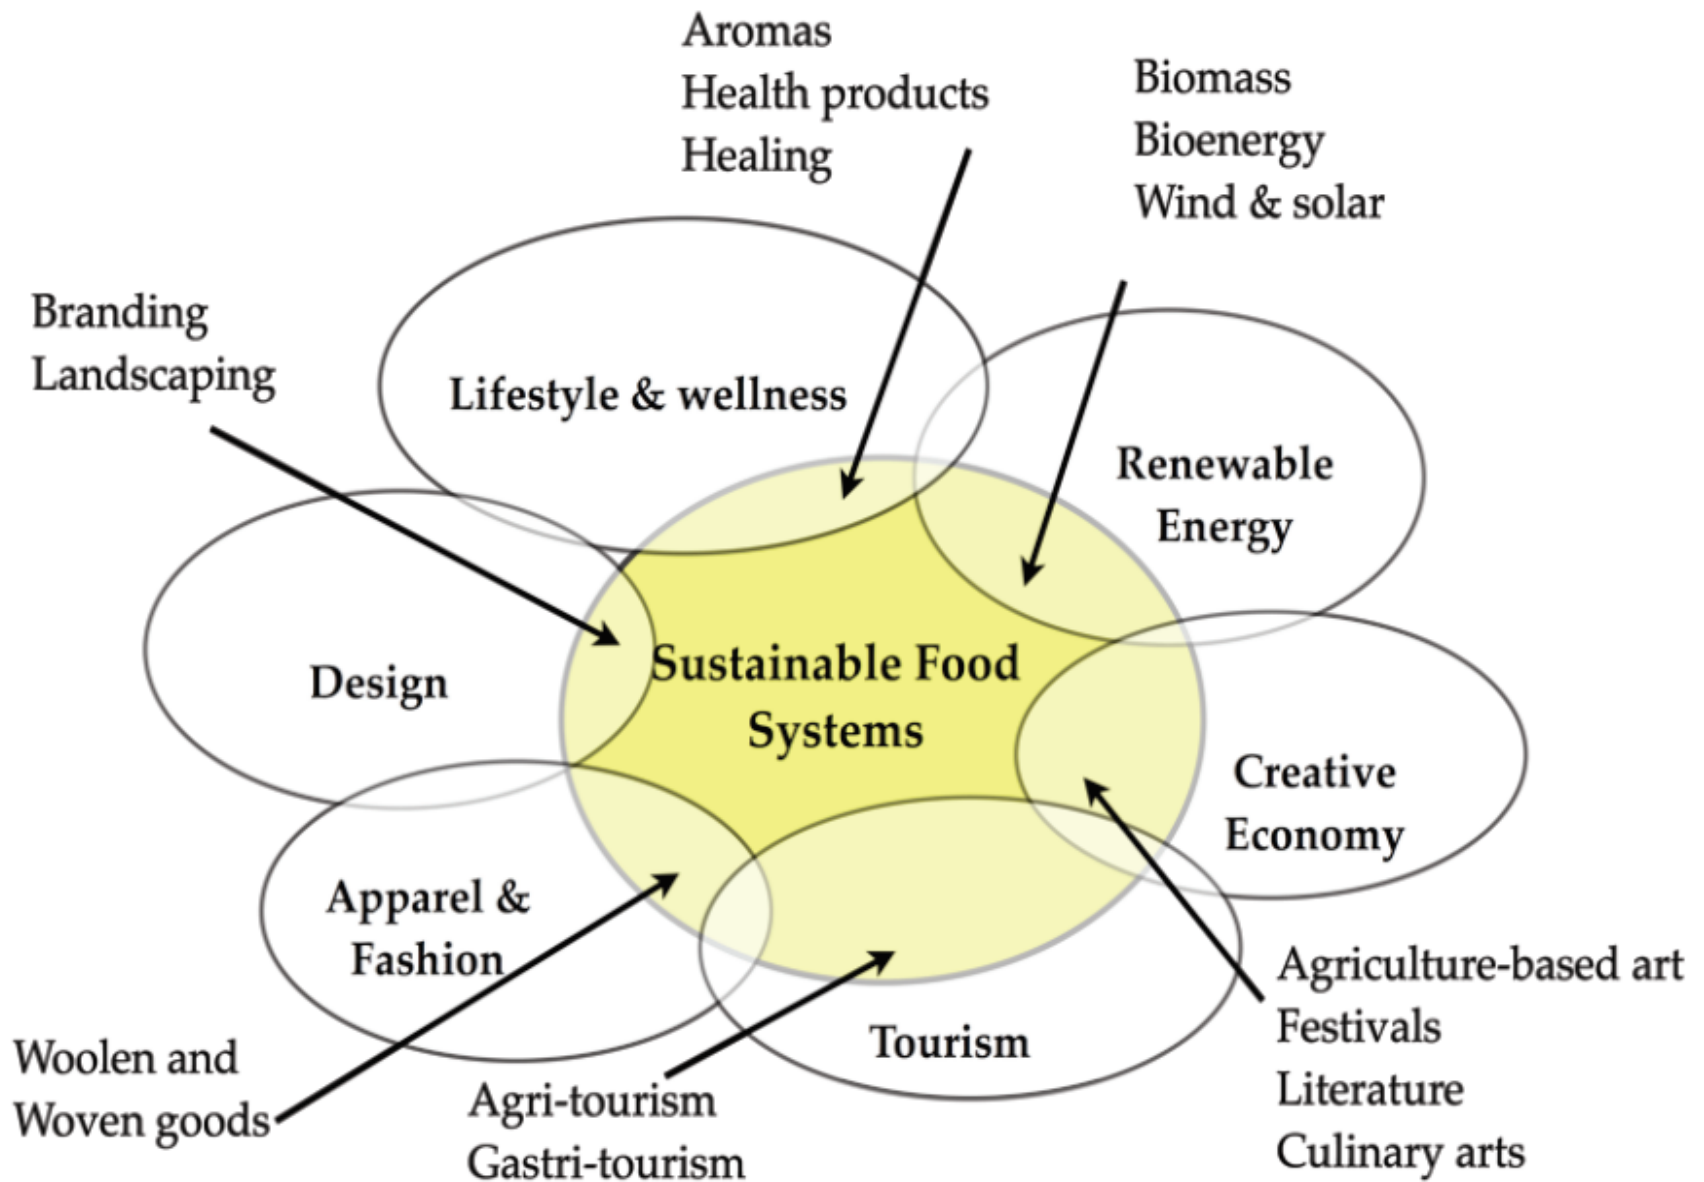 Aromas
Health products
Healing
Biomass
Bioenergy
Wind & solar
Branding
Landscaping
Lifestyle & wellness
Renewable
Energy
Sustainable Food
Systems
Design
Creative
Economy
Apparel &
Fashion
Tourism
Agriculture-based art
Festivals
Literature
Culinary arts
Woolen and
Woven goods
Agri-tourism
Gastri-tourism